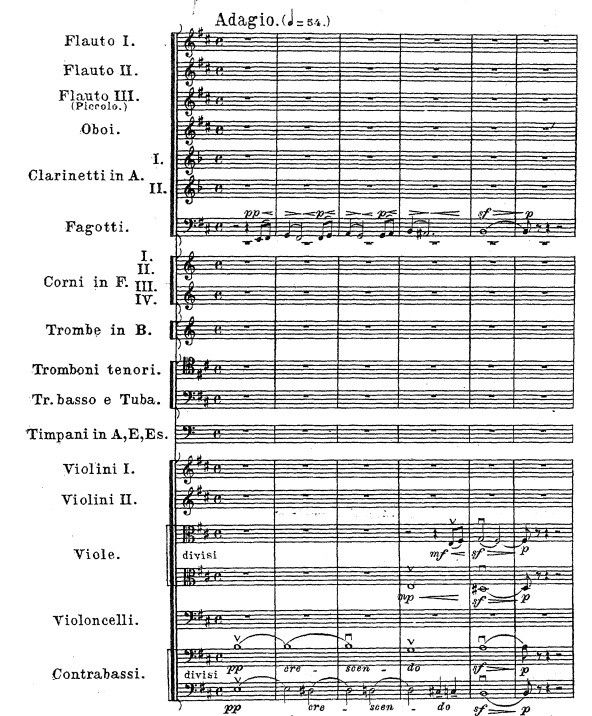 Adagio. (♩= 54.)
Flauto I.
Flauto II.
Flauto III.
(Piccolo.)
Oboi.
I.
Clarinetti in A.
II.
pp p p sf p
Fagotti.
I.
II.
Corni in F. III.
IV.
Trombe in B.
Tromboni tenori.
Tr. basso e Tuba.
Timpani in A, E, Es.
Violini I.
Violini II.
Viole.
divisi
mf sf p
mp sf p
Violoncelli.
pp cre - scen - do sf p
Contrabassi.
divisi
pp cre - scen - do sf p